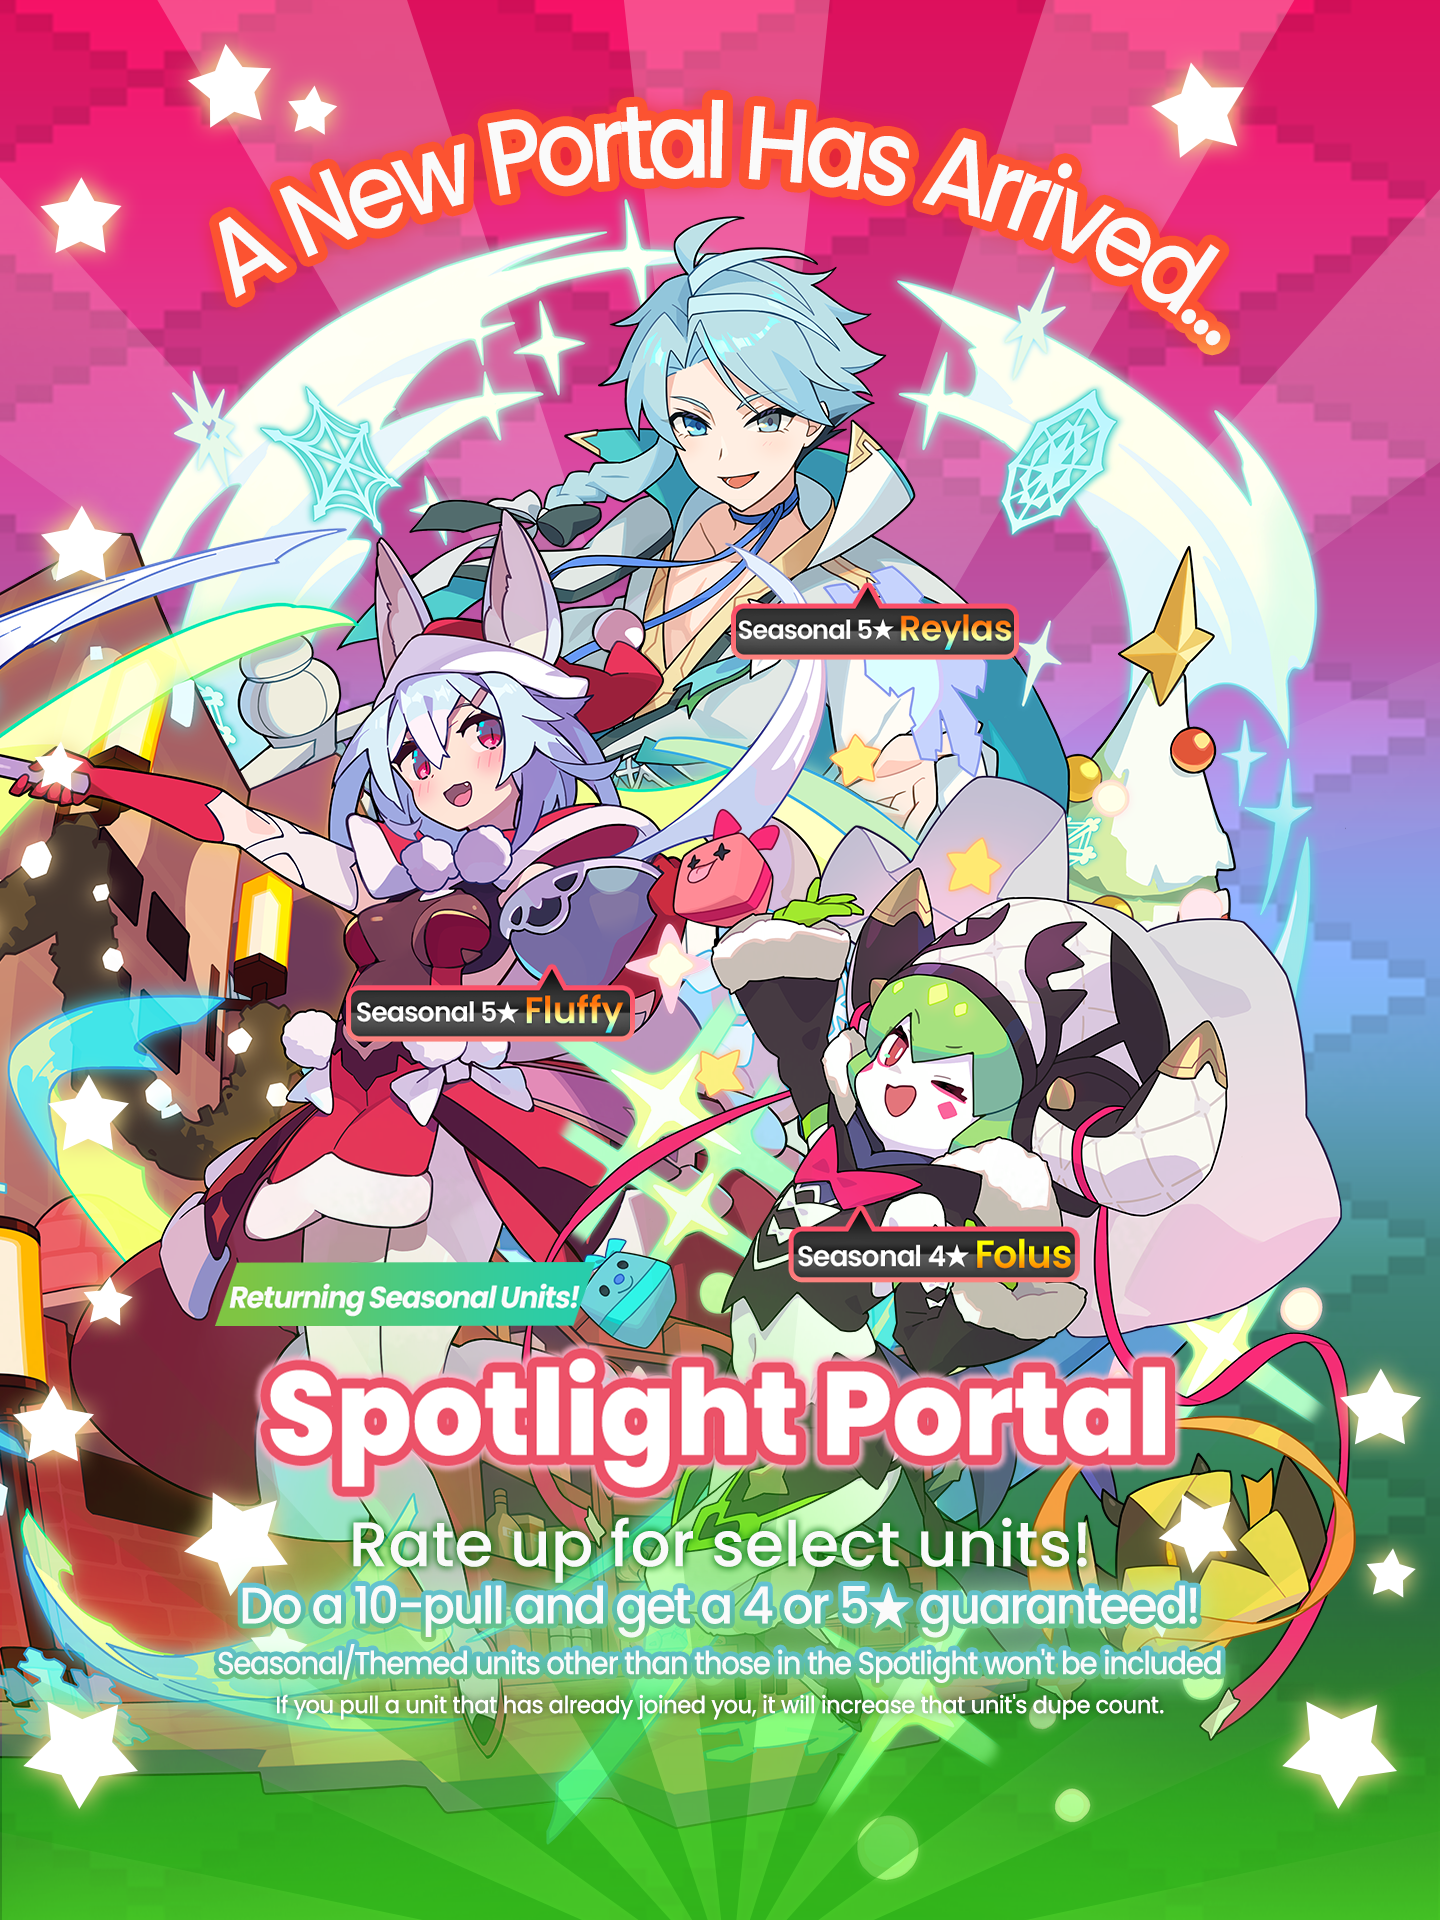 A New Portal Has Arrived...
Seasonal 5★ Reylas
Seasonal 5★ Fluffy
Seasonal 4★ Folus
Returning Seasonal Units!
Spotlight Portal
Rate up for select units!
Do a 10-pull and get a 4 or 5★ guaranteed!
Seasonal/Themed units other than those in the Spotlight won't be included
If you pull a unit that has already joined you, it will increase that unit's dupe count.